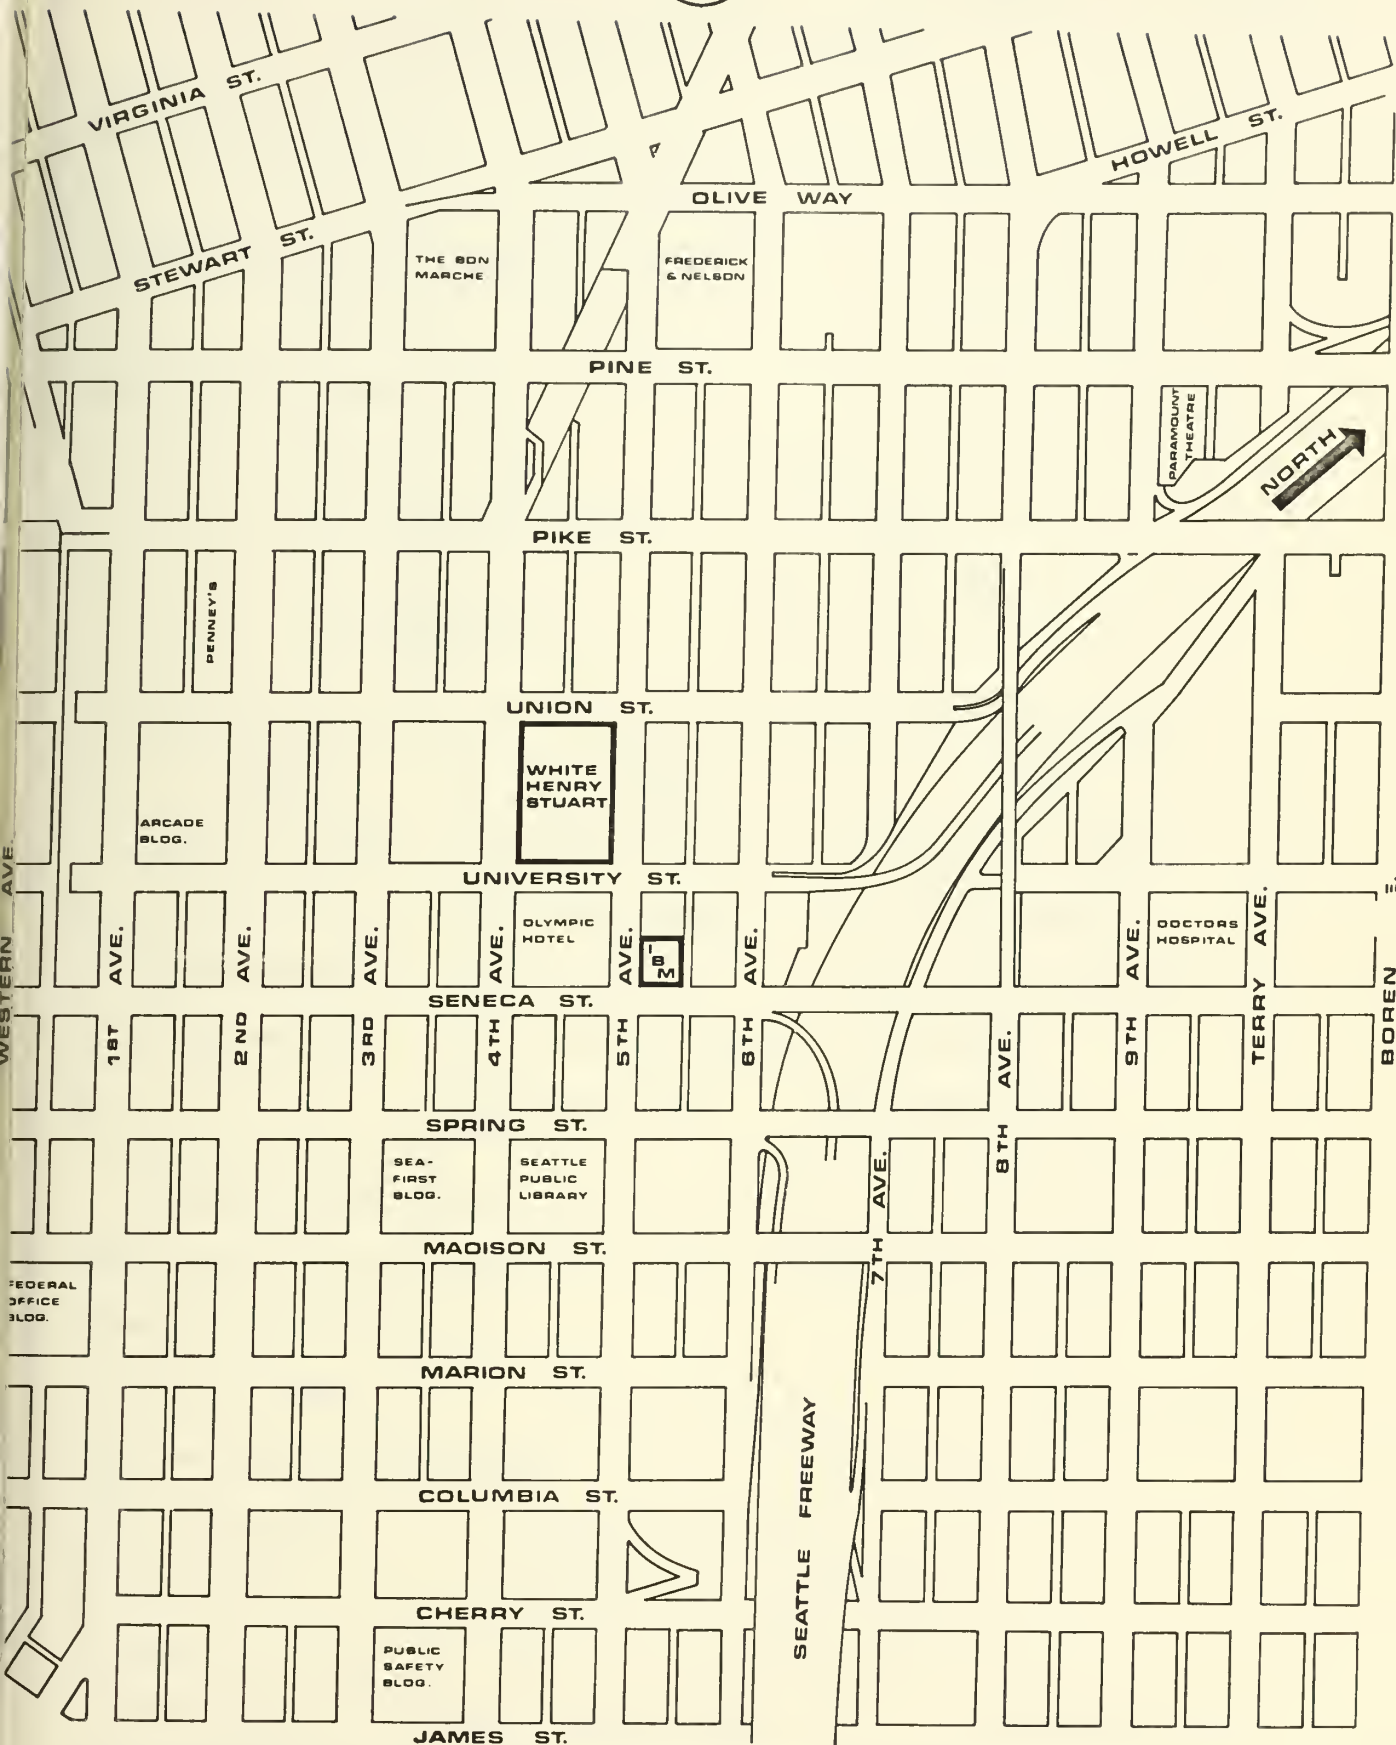 VIRGINIA ST.
HOWELL ST.
OLIVE WAY
STEWART ST.
THE BON
MARCHE
FREDERICK
& NELSON
PINE ST.
PARAMOUNT
THEATRE
NORTH
PIKE ST.
PENNEY'S
UNION ST.
WHITE
HENRY
STUART
ARCADE
BLDG.
UNIVERSITY ST.
OLYMPIC
HOTEL
DOCTORS
HOSPITAL
I
B
M
WESTERN AVE.
1ST AVE.
2ND AVE.
3RD AVE.
4TH AVE.
5TH AVE.
6TH AVE.
8TH AVE.
9TH AVE.
TERRY AVE.
BOREN
SENECA ST.
SPRING ST.
SEA-
FIRST
BLDG.
SEATTLE
PUBLIC
LIBRARY
7TH AVE.
MADISON ST.
FEDERAL
OFFICE
BLDG.
MARION ST.
SEATTLE FREEWAY
COLUMBIA ST.
CHERRY ST.
PUBLIC
SAFETY
BLDG.
JAMES ST.